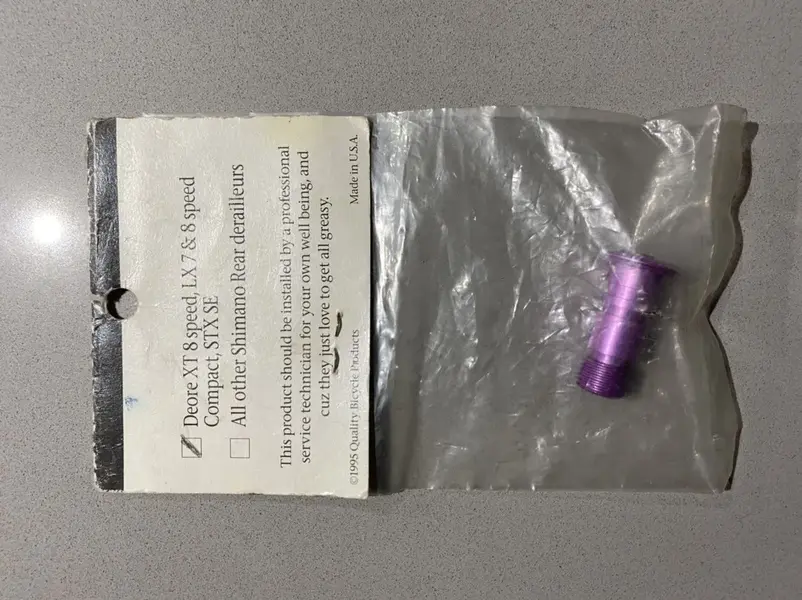 Deore XT 8 speed, LX 7 & 8 speed
Compact, STX SE
All other Shimano Rear derailleurs
This product should be installed by a professional
service technician for your own well being, and
cuz they just love to get all greasy.
©1995 Quality Bicycle Products Made in U.S.A.